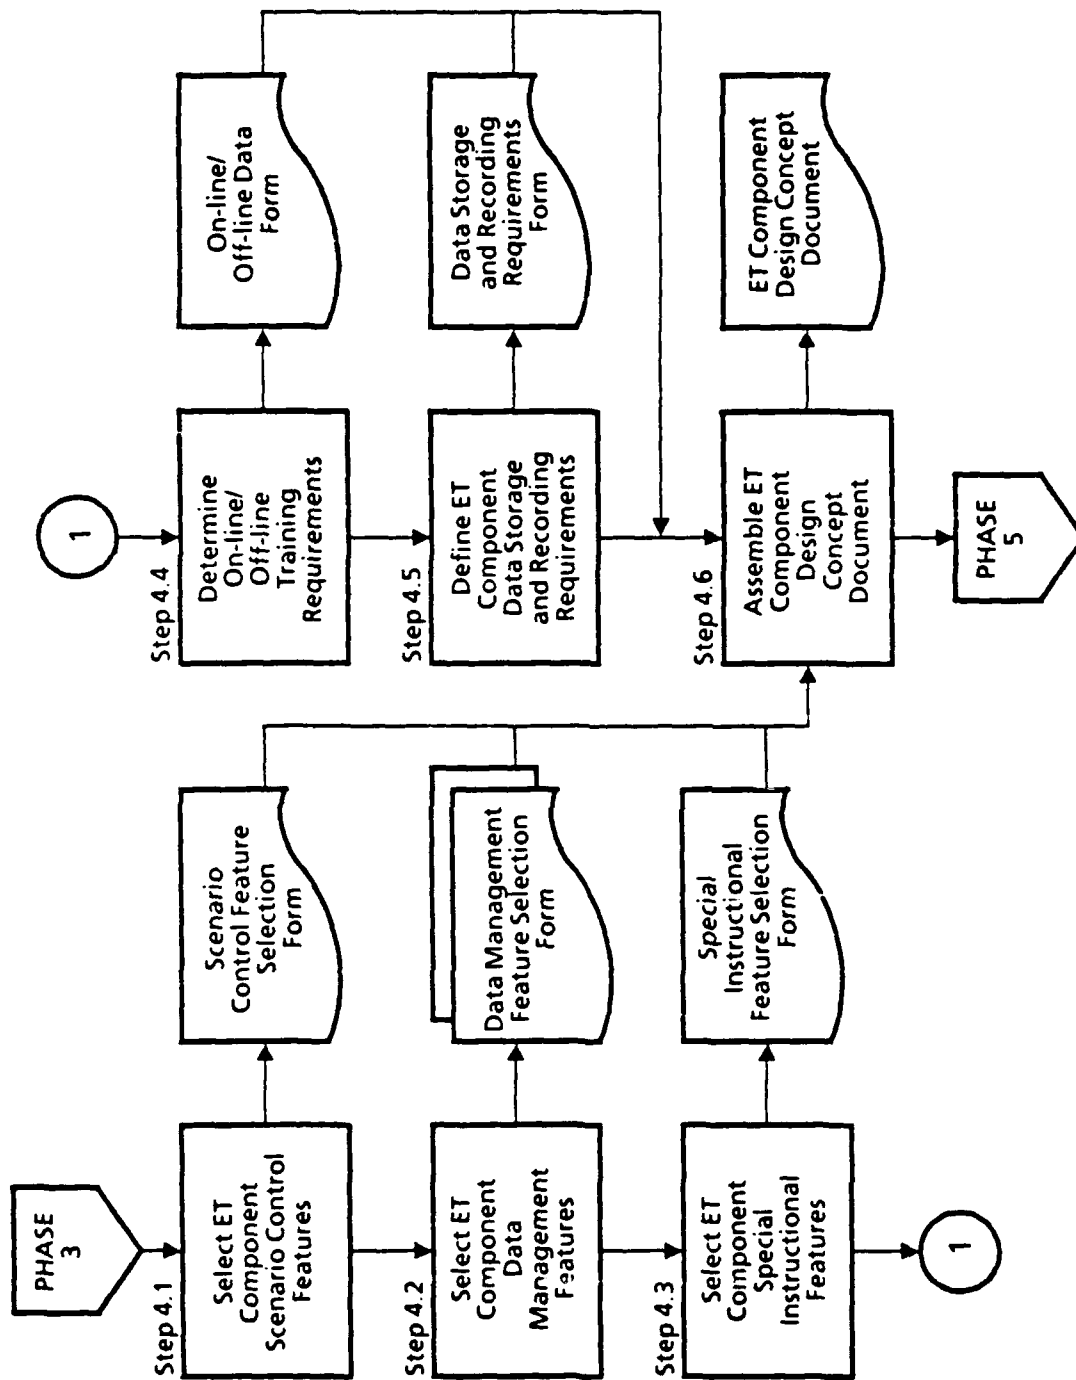 PHASE
3
Step 4.1
Select ET
Component
Scenario Control
Features
Scenario
Control Feature
Selection
Form
Step 4.2
Select ET
Component
Data
Management
Features
Data Management
Feature Selection
Form
Step 4.3
Select ET
Component
Special
Instructional
Features
Special
Instructional
Feature Selection
Form
1
1
Step 4.4
Determine
On-line/
Off-line
Training
Requirements
On-line/
Off-line Data
Form
Step 4.5
Define ET
Component
Data Storage
and Recording
Requirements
Data Storage
and Recording
Requirements
Form
Step 4.6
Assemble ET
Component
Design
Concept
Document
ET Component
Design Concept
Document
PHASE
5